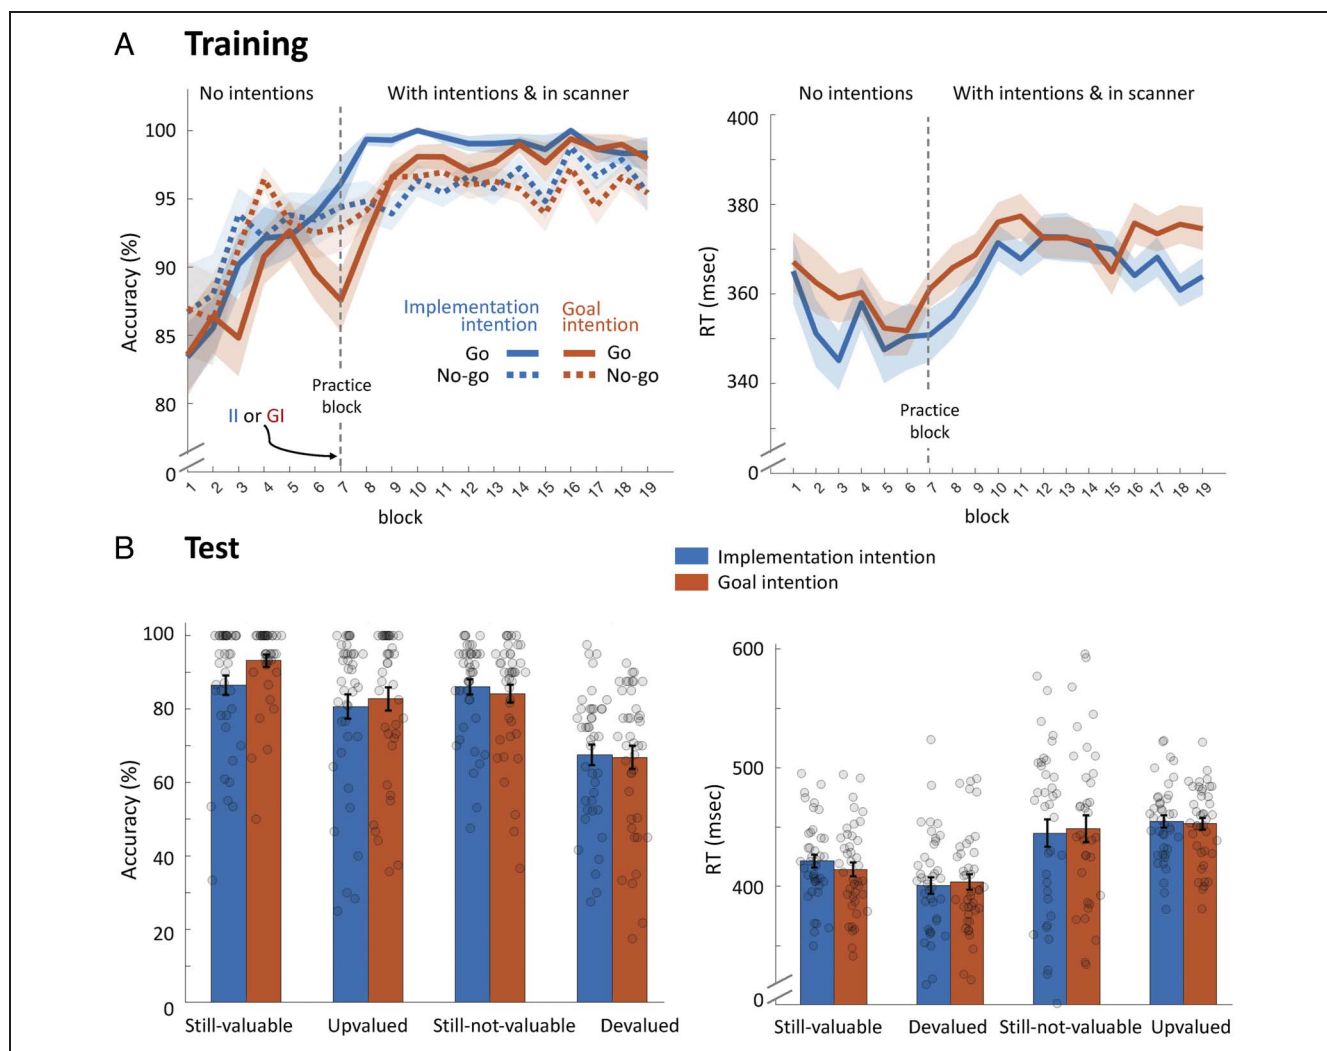 A Training
No intentions
With intentions & in scanner
100
95
90
85
80
0
Accuracy (%)
Implementation intention
Goal intention
Go
Go
No-go
No-go
Practice
block
II or GI
1 2 3 4 5 6 7 8 9 10 11 12 13 14 15 16 17 18 19
block
No intentions
With intentions & in scanner
400
380
360
340
0
RT (msec)
Practice
block
1 2 3 4 5 6 7 8 9 10 11 12 13 14 15 16 17 18 19
block
B Test
Implementation intention
Goal intention
100
80
60
40
20
0
Accuracy (%)
Still-valuable Upvalued Still-not-valuable Devalued
600
500
400
0
RT (msec)
Still-valuable Devalued Still-not-valuable Upvalued